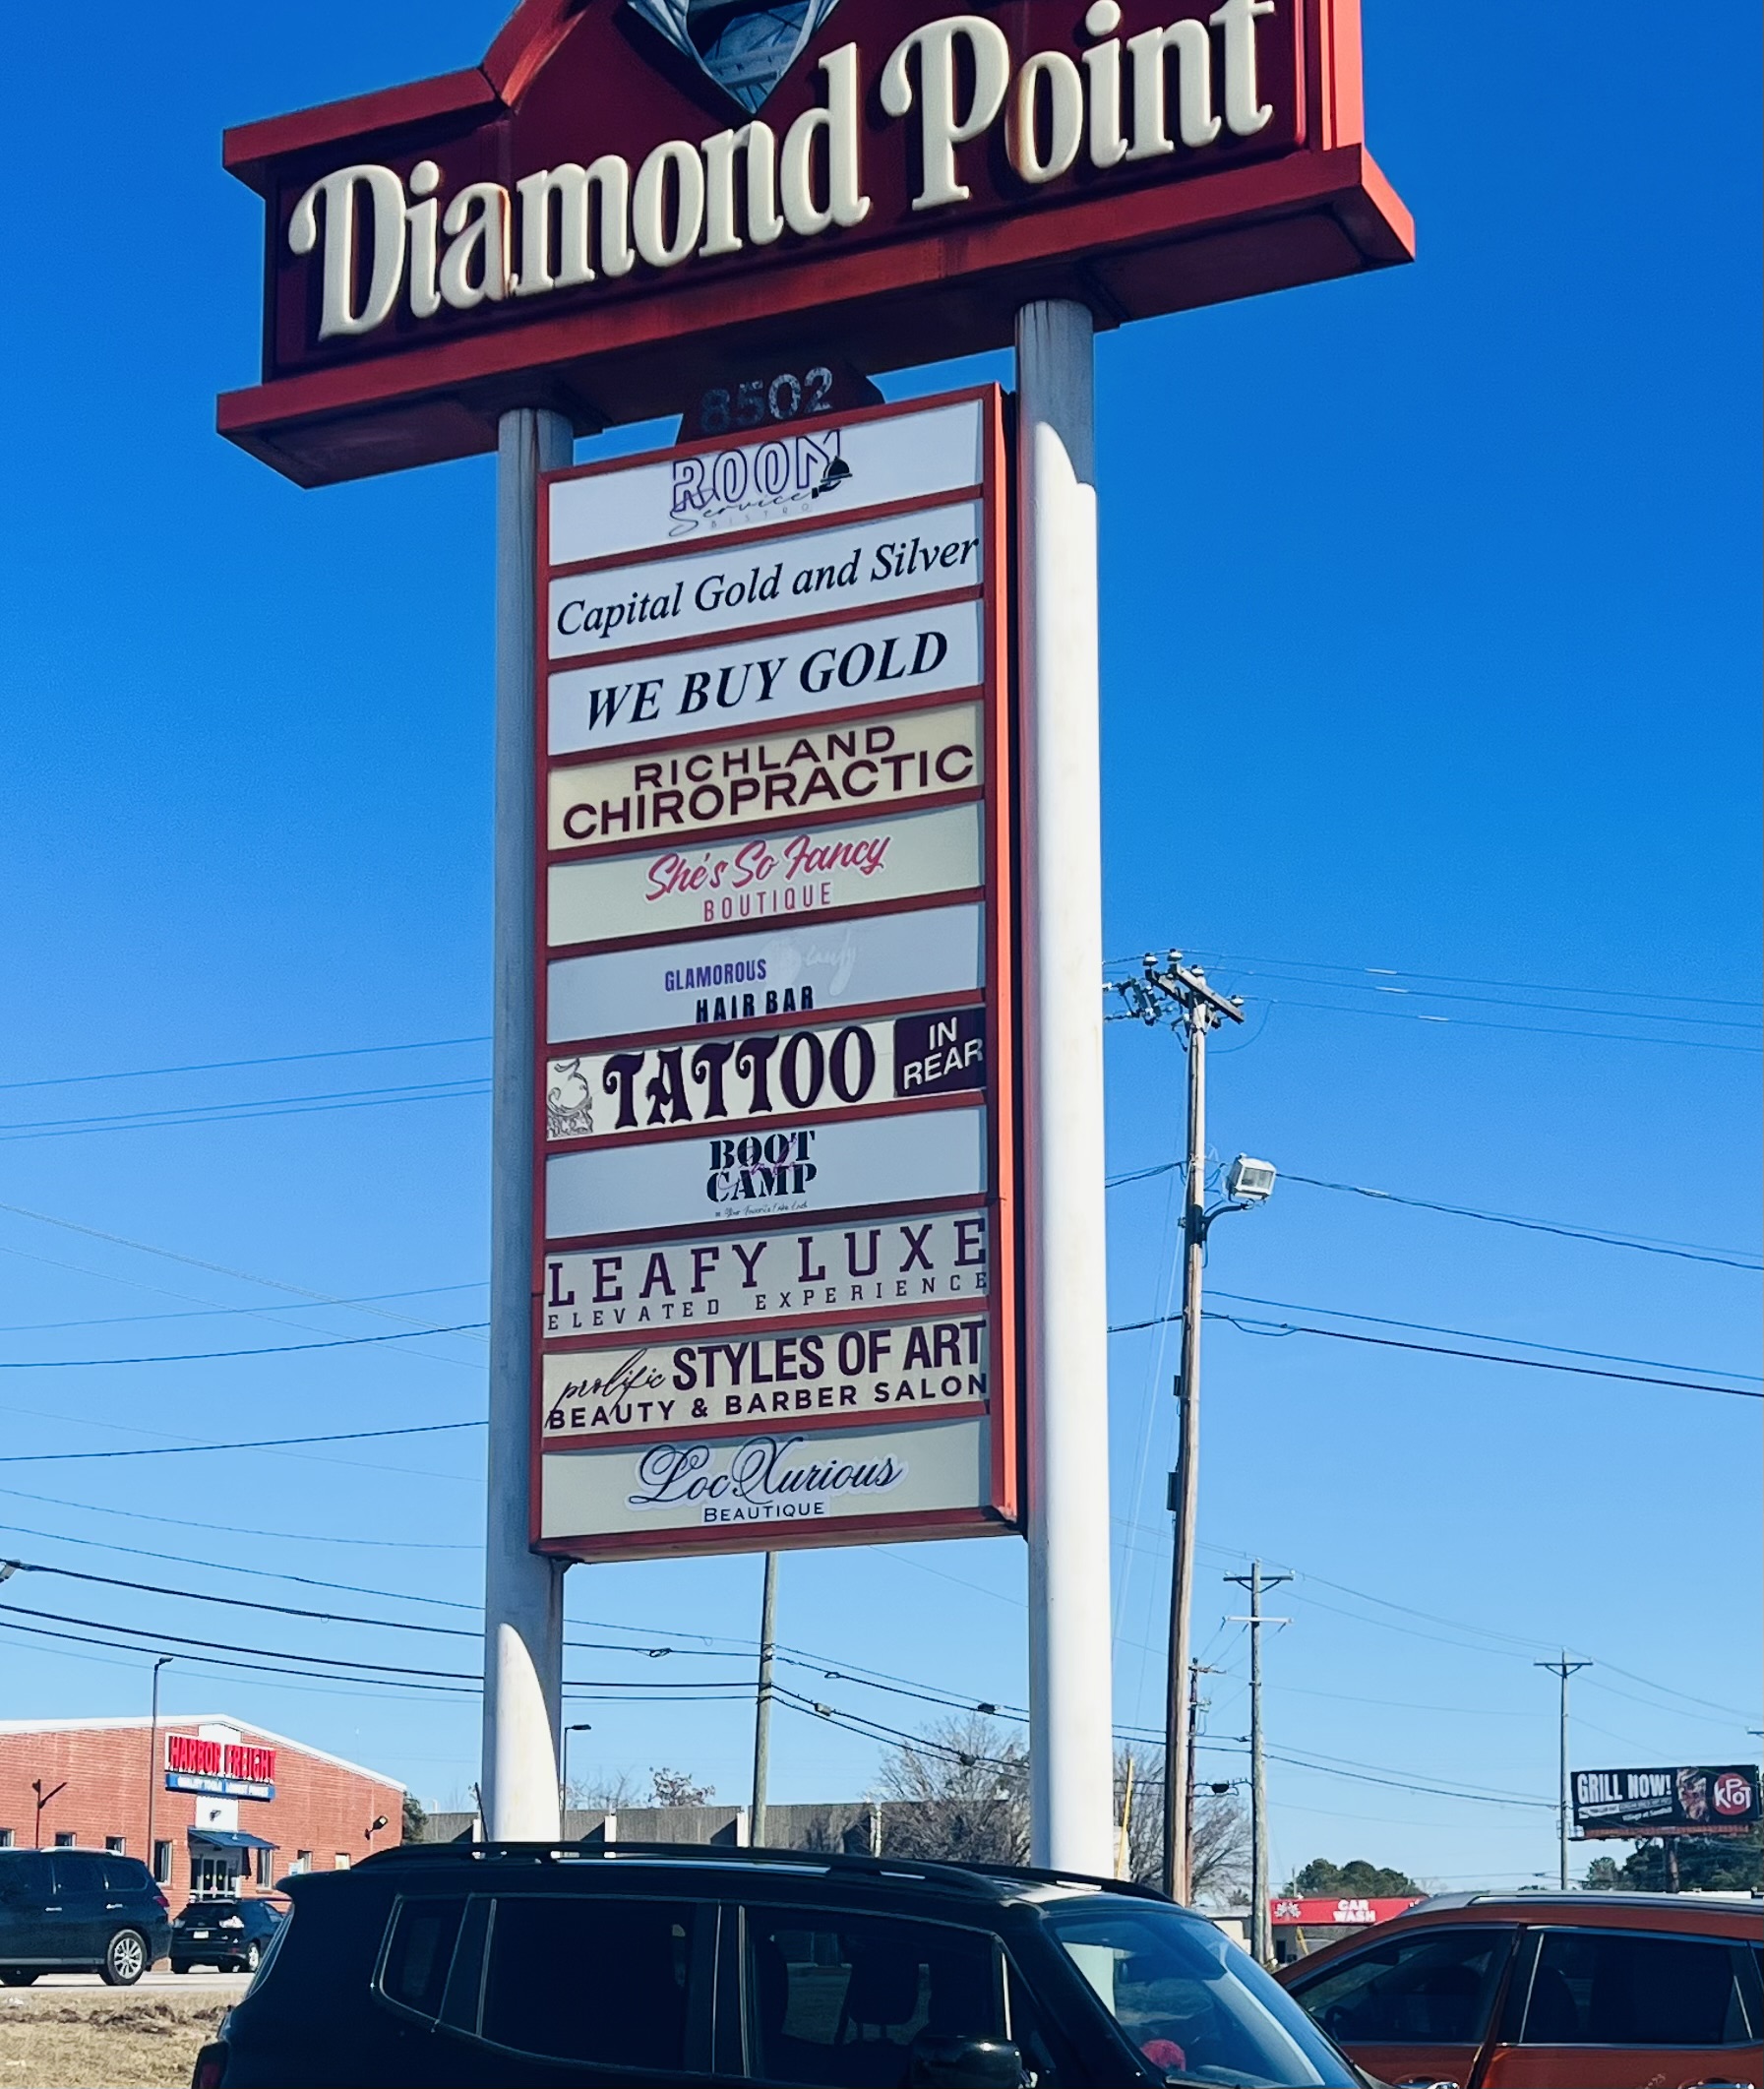 Diamond Point
8502
ROOM
Service
BISTRO
Capital Gold and Silver
WE BUY GOLD
RICHLAND
CHIROPRACTIC
She's So Fancy
BOUTIQUE
GLAMOROUS
HAIR BAR
TATTOO
IN
REAR
BOOT
CAMP
LEAFY LUXE
ELEVATED EXPERIENCE
prolific STYLES OF ART
BEAUTY & BARBER SALON
LocXurious
BEAUTIQUE
HARBOR FREIGHT
GRILL NOW!
KPOT
CAR
WASH